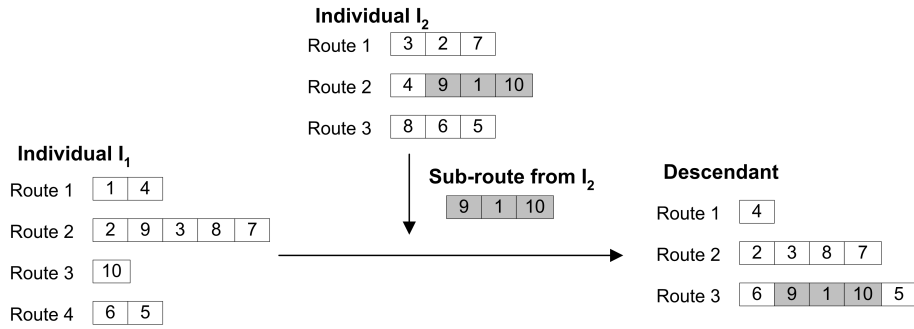 Individual I2
Route 1 3 2 7
Route 2 4 9 1 10
Route 3 8 6 5
Individual I1
Route 1 1 4
Route 2 2 9 3 8 7
Route 3 10
Route 4 6 5
Sub-route from I2
9 1 10
Descendant
Route 1 4
Route 2 2 3 8 7
Route 3 6 9 1 10 5